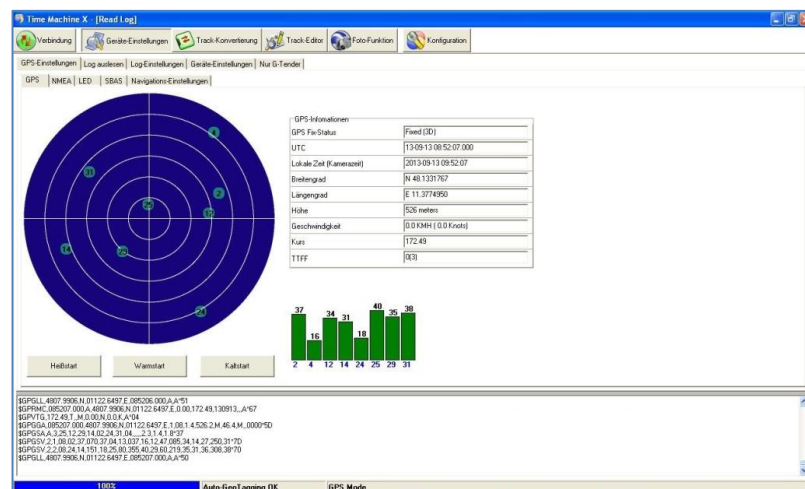 Time Machine X - [Read Log]
Verbindung Geräte-Einstellungen Track-Konvertierung Track-Editor Foto-Funktion Konfiguration
GPS-Einstellungen Log auslesen Log-Einstellungen Geräte-Einstellungen Nur G-Tender
GPS NMEA LED SBAS Navigations-Einstellungen
4
31
2
25
12
14
29
24
GPS-Infomationen
GPS Fix-Status Fixed (3D)
UTC 13-09-13 08:52:07.000
Lokale Zeit (Kamerazeit) 2013-09-13 09:52:07
Breitengrad N 48.1331767
Längengrad E 11.3774950
Höhe 526 meters
Geschwindigkeit 0.0 KMH ( 0.0 Knots)
Kurs 172.49
TTFF 0(3)
37 16 34 31 18 40 35 38
2 4 12 14 24 25 29 31
Heißstart Warmstart Kaltstart
$GPGLL,4807.9906,N,01122.6497,E,085206.000,A,A*51
$GPRMC,085207.000,A,4807.9906,N,01122.6497,E,0.00,172.49,130913,,,A*67
$GPVTG,172.49,T,,M,0.00,N,0.0,K,A*04
$GPGGA,085207.000,4807.9906,N,01122.6497,E,1,08,1.4,526.2,M,46.4,M,,0000*5D
$GPGSA,A,3,25,12,29,14,02,24,31,04,,,,,2.3,1.4,1.8*37
$GPGSV,2,1,08,02,37,070,37,04,13,037,16,12,47,085,34,14,27,250,31*7D
$GPGSV,2,2,08,24,14,151,18,25,80,355,40,29,60,219,35,31,36,308,38*70
$GPGLL,4807.9906,N,01122.6497,E,085207.000,A,A*50
100% Auto-GeoTagging OK GPS Mode